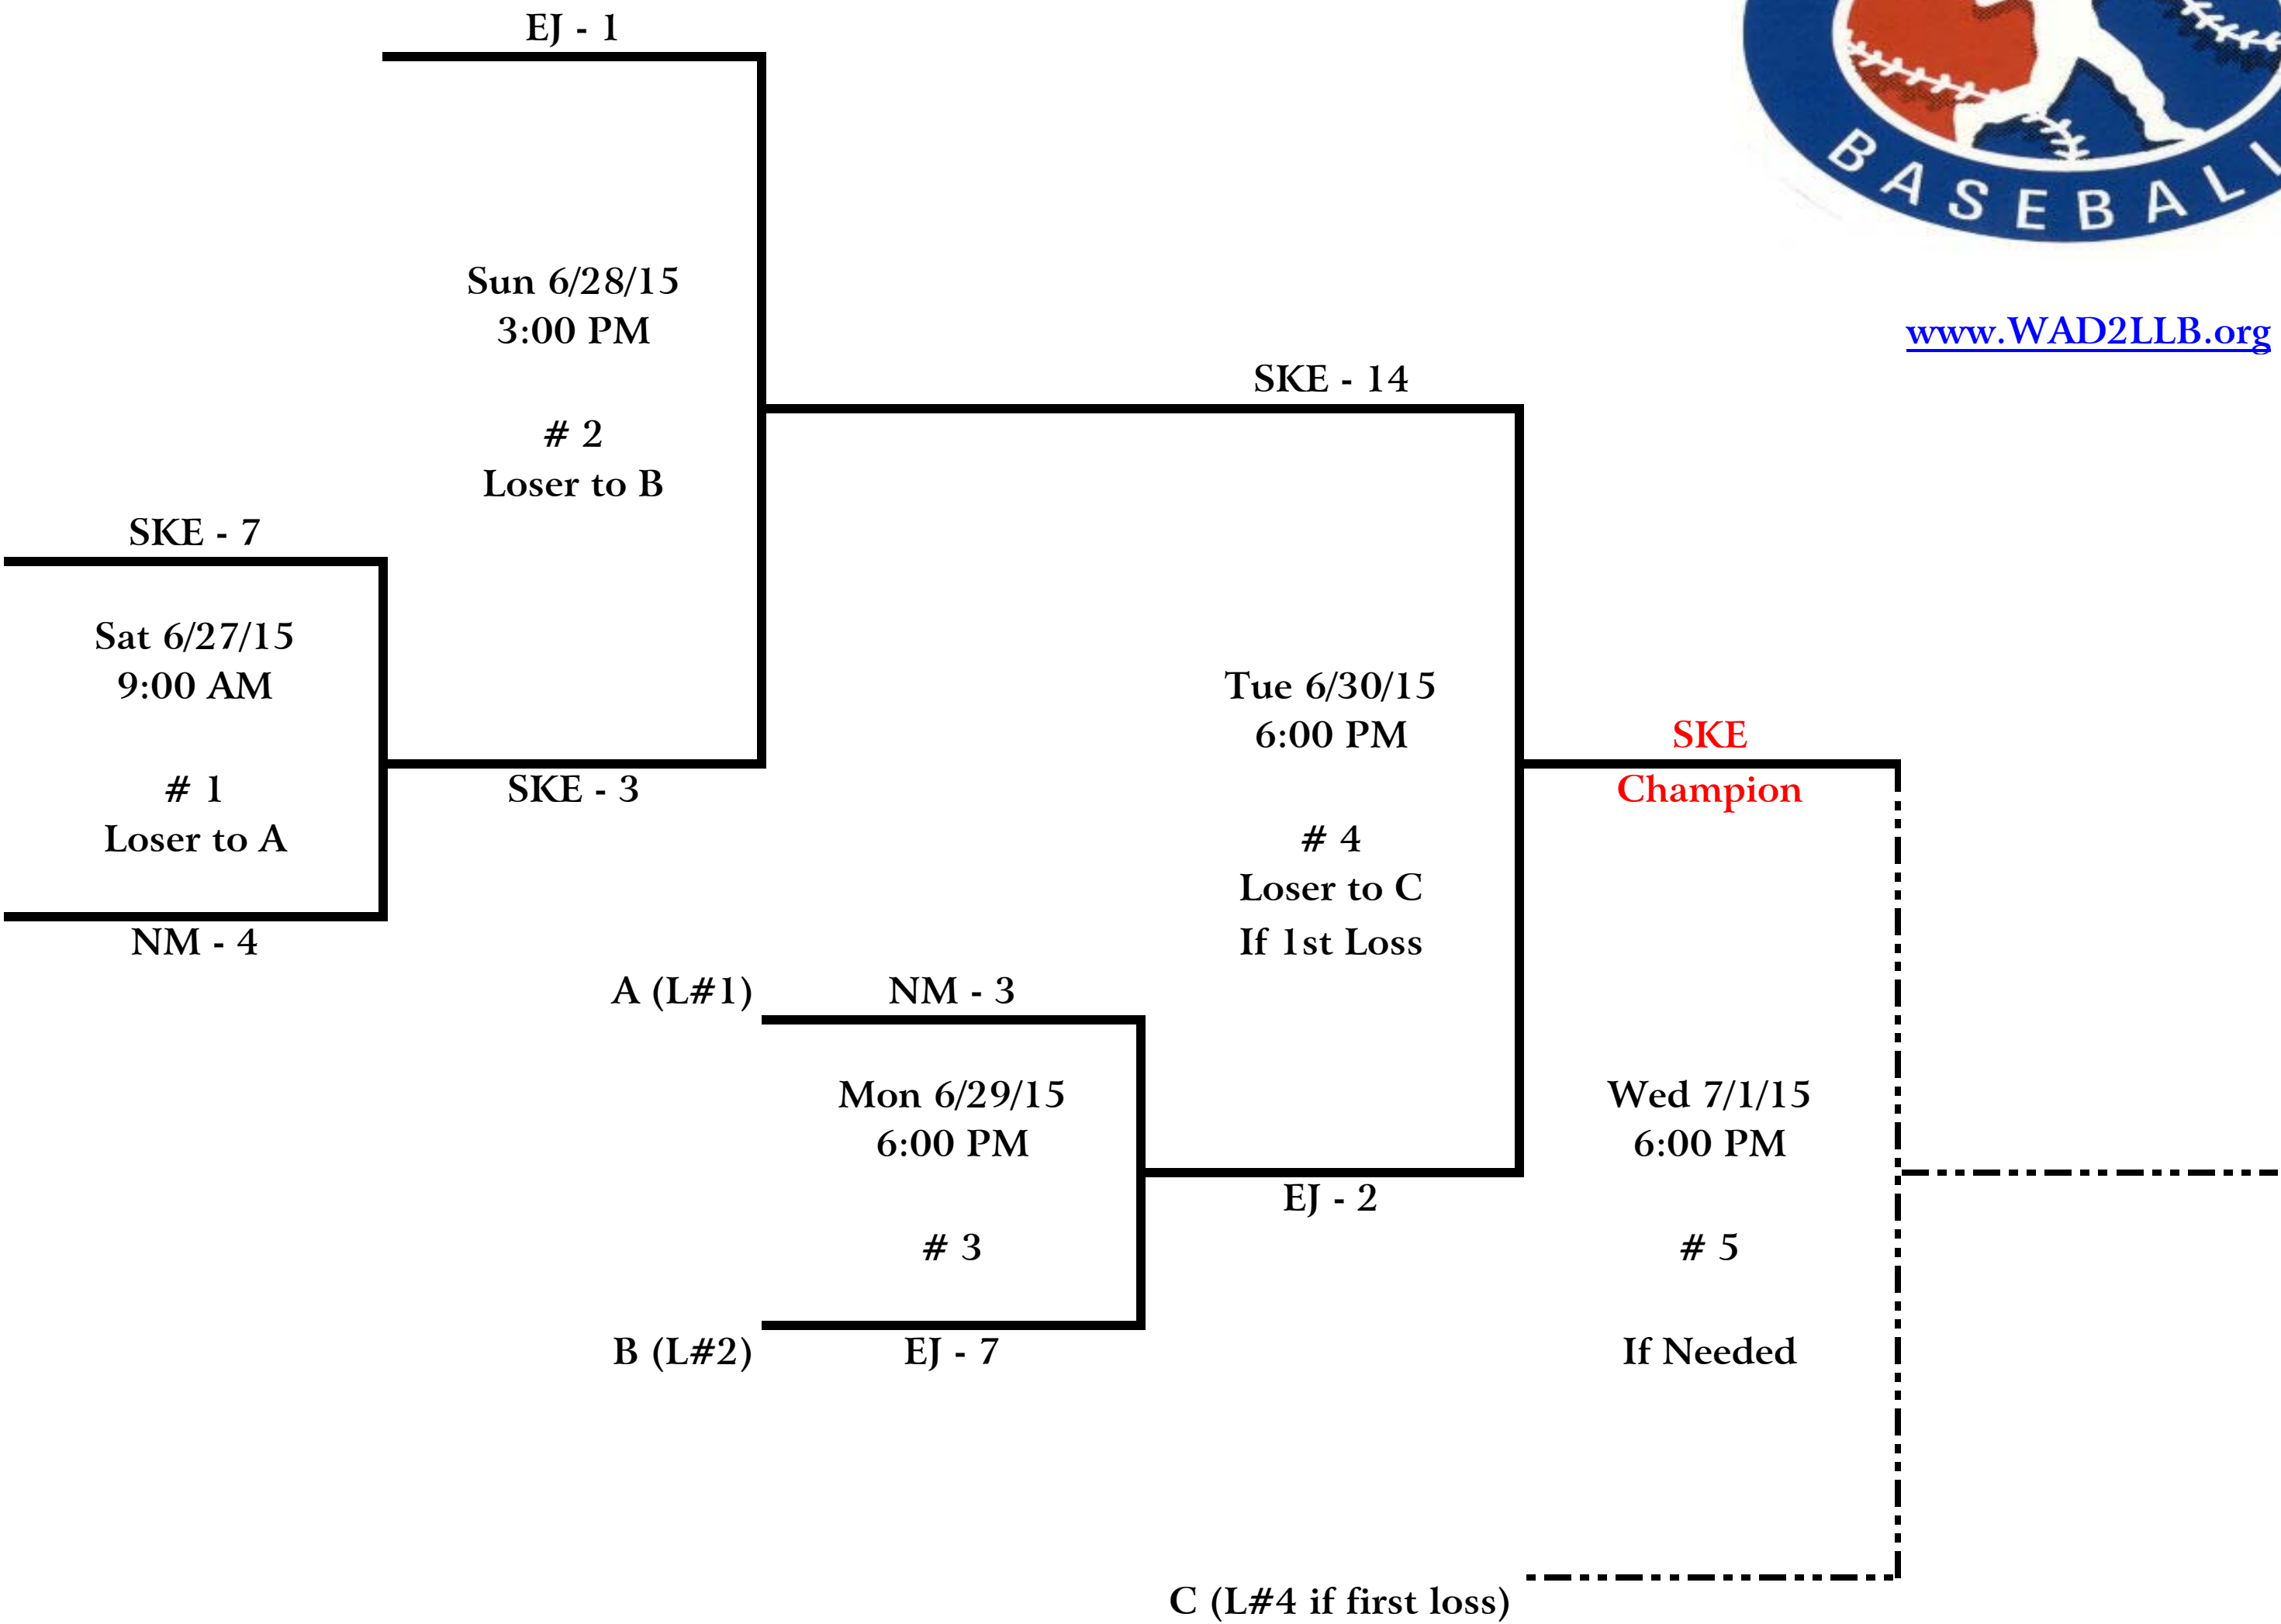 EJ - 1
BASEBALL
Sun 6/28/15
3:00 PM
www.WAD2LLB.org
SKE - 14
# 2
Loser to B
SKE - 7
Sat 6/27/15
9:00 AM
Tue 6/30/15
6:00 PM
SKE
Champion
# 1
Loser to A
SKE - 3
# 4
Loser to C
If 1st Loss
NM - 4
A (L#1)
NM - 3
Mon 6/29/15
6:00 PM
Wed 7/1/15
6:00 PM
EJ - 2
# 3
# 5
B (L#2)
EJ - 7
If Needed
C (L#4 if first loss)